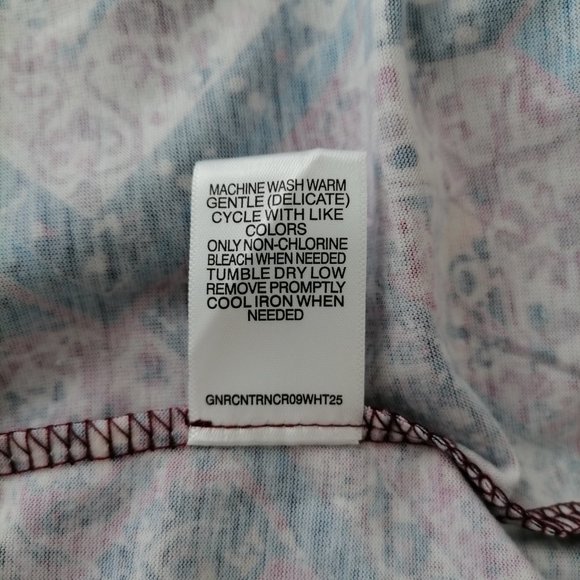 MACHINE WASH WARM
GENTLE (DELICATE)
CYCLE WITH LIKE
COLORS
ONLY NON-CHLORINE
BLEACH WHEN NEEDED
TUMBLE DRY LOW
REMOVE PROMPTLY
COOL IRON WHEN
NEEDED
GNRCNTRNCR09WHT25